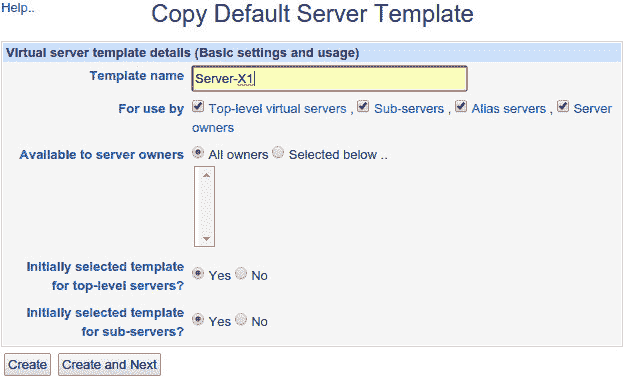 Help..
Copy Default Server Template
Virtual server template details (Basic settings and usage)
Template name Server-X1
For use by Top-level virtual servers , Sub-servers , Alias servers , Server
owners
Available to server owners All owners Selected below ..
Initially selected template
for top-level servers? Yes No
Initially selected template
for sub-servers? Yes No
Create Create and Next